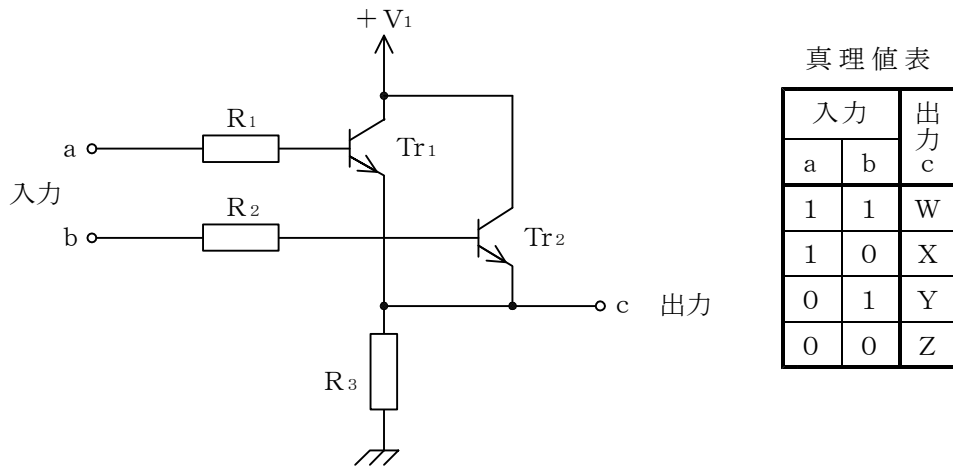 +V1
真理値表
入力 出力
a b c
1 1 W
1 0 X
0 1 Y
0 0 Z
R1
a
Tr1
入力
R2
b
Tr2
c 出力
R3